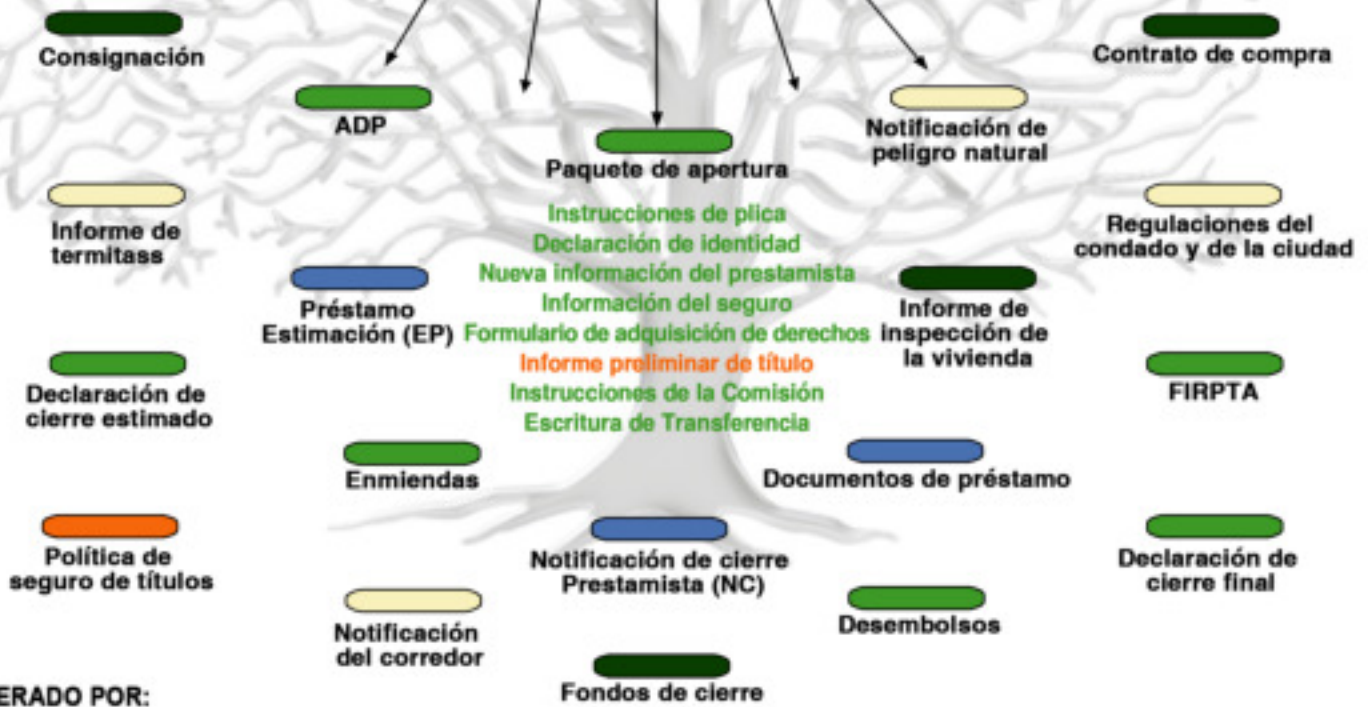 Consignación
Contrato de compra
ADP
Notificación de
peligro natural
Paquete de apertura
Informe de
termitass
Instrucciones de plica
Declaración de identidad
Nueva información del prestamista
Información del seguro
Formulario de adquisición de derechos
Informe preliminar de título
Instrucciones de la Comisión
Escritura de Transferencia
Regulaciones del
condado y de la ciudad
Préstamo
Estimación (EP)
Informe de
inspección de
la vivienda
Declaración de
cierre estimado
FIRPTA
Enmiendas
Documentos de préstamo
Política de
seguro de títulos
Notificación de cierre
Prestamista (NC)
Declaración de
cierre final
Notificación
del corredor
Desembolsos
Fondos de cierre
ERADO POR: